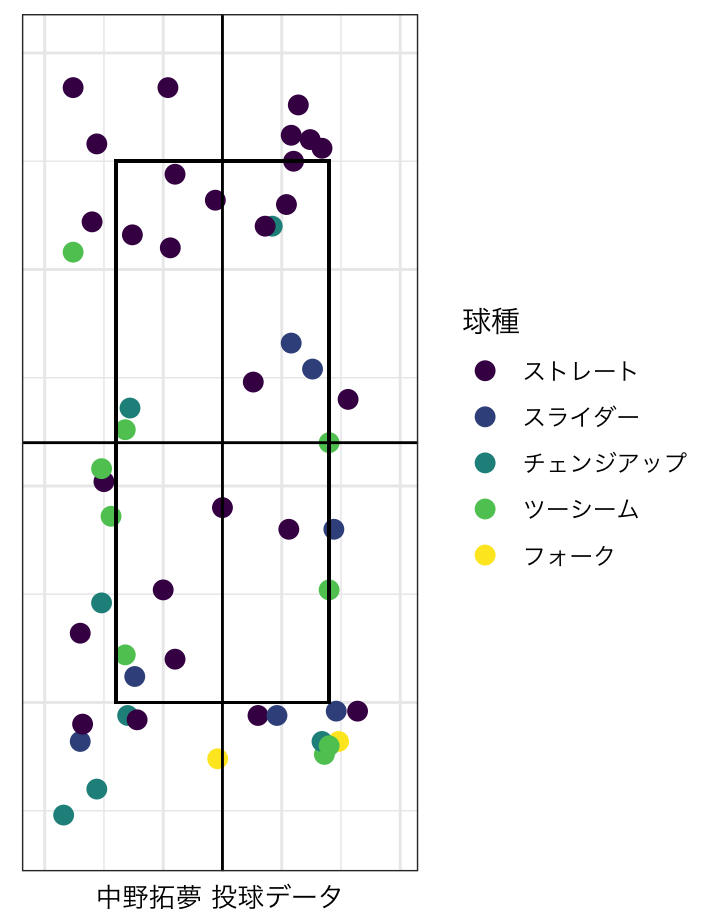 球種
ストレート
スライダー
チェンジアップ
ツーシーム
フォーク
中野拓夢 投球データ